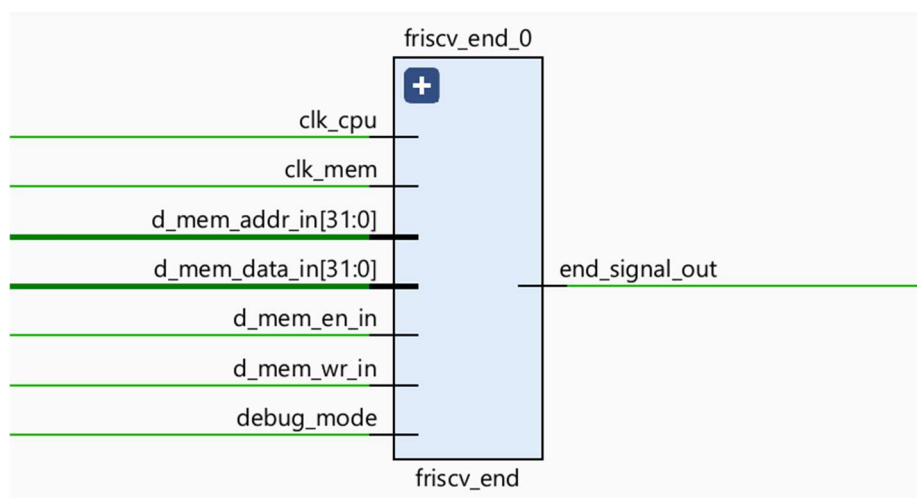 friscv_end_0
clk_cpu
clk_mem
d_mem_addr_in[31:0]
d_mem_data_in[31:0]
end_signal_out
d_mem_en_in
d_mem_wr_in
debug_mode
friscv_end